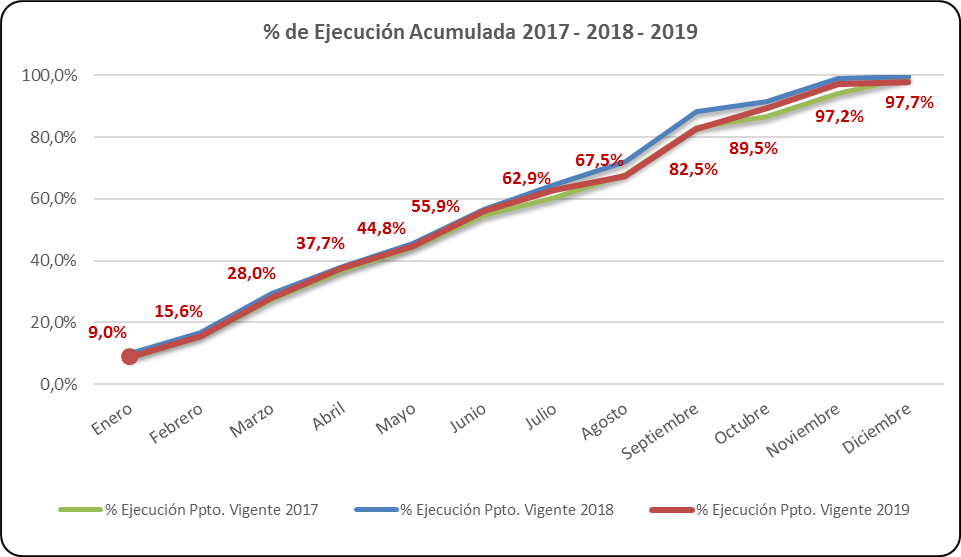 % de Ejecución Acumulada 2017 - 2018 - 2019
100,0%
80,0%
60,0%
40,0%
20,0%
0,0%
9,0%
15,6%
28,0%
37,7%
44,8%
55,9%
62,9%
67,5%
82,5%
89,5%
97,2%
97,7%
Enero
Febrero
Marzo
Abril
Mayo
Junio
Julio
Agosto
Septiembre
Octubre
Noviembre
Diciembre
% Ejecución Ppto. Vigente 2017
% Ejecución Ppto. Vigente 2018
% Ejecución Ppto. Vigente 2019